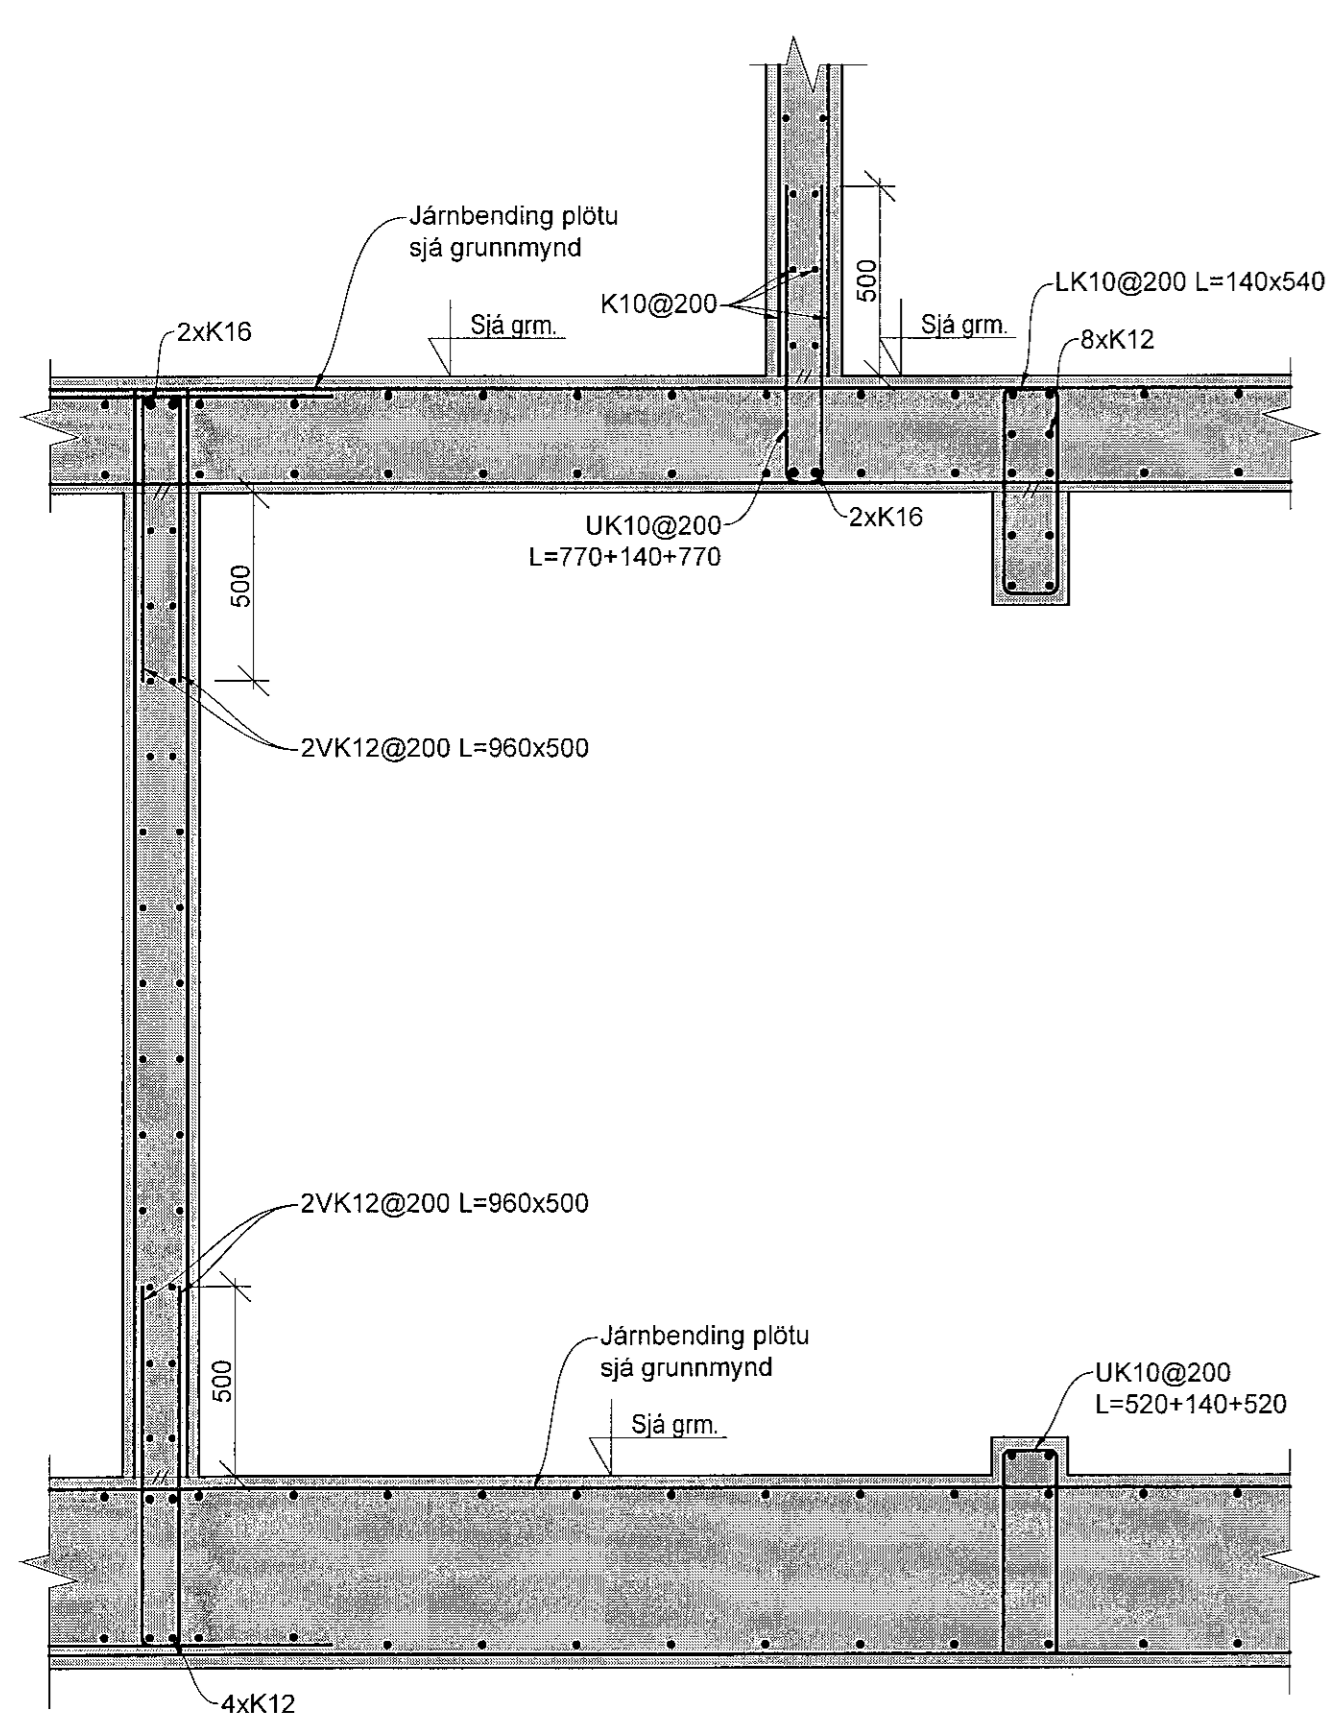 Járnbending plötu
sjá grunnmynd
500
K10@200
LK10@200 L=140x540
2xK16
Sjá grm.
Sjá grm.
8xK12
UK10@200
L=770+140+770
2xK16
500
2VK12@200 L=960x500
2VK12@200 L=960x500
Járnbending plötu
sjá grunnmynd
500
UK10@200
L=520+140+520
Sjá grm.
4xK12